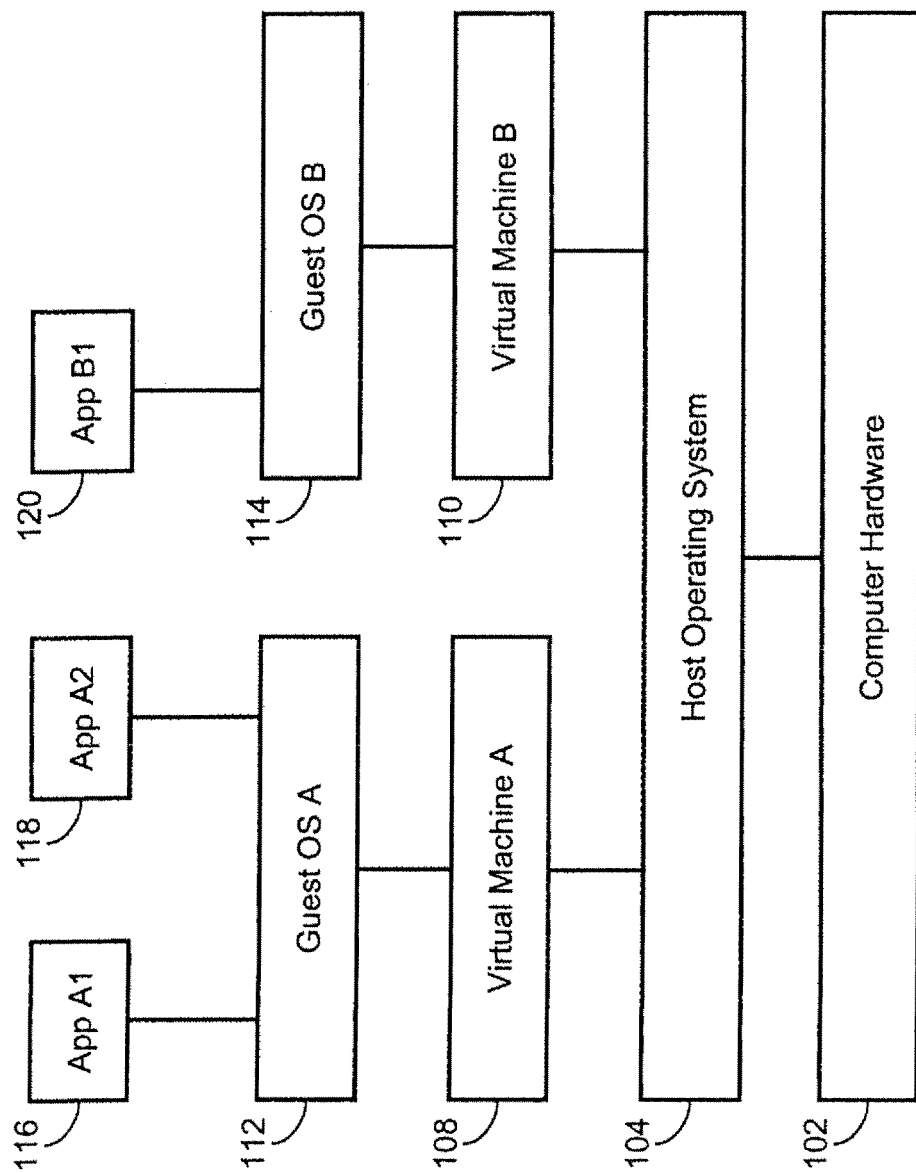 116
App A1
118
App A2
120
App B1
112
Guest OS A
114
Guest OS B
108
Virtual Machine A
110
Virtual Machine B
104
Host Operating System
102
Computer Hardware